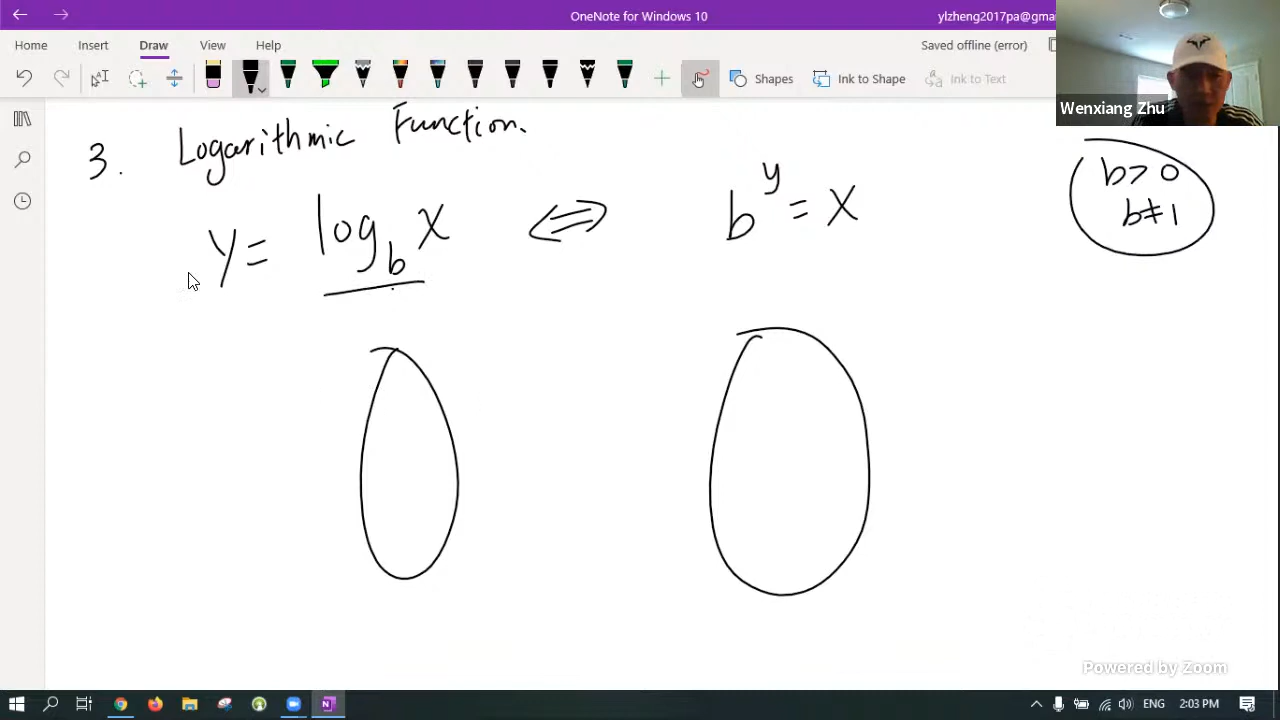 OneNote for Windows 10
ylzheng2017pa@gma
Home Insert Draw View Help
Saved offline (error)
Shapes Ink to Shape Ink to Text
Wenxiang Zhu
3. Logarithmic Function.
y = log_b x ⇔ b^y = x
b > 0
b ≠ 1
Powered by Zoom
ENG 2:03 PM